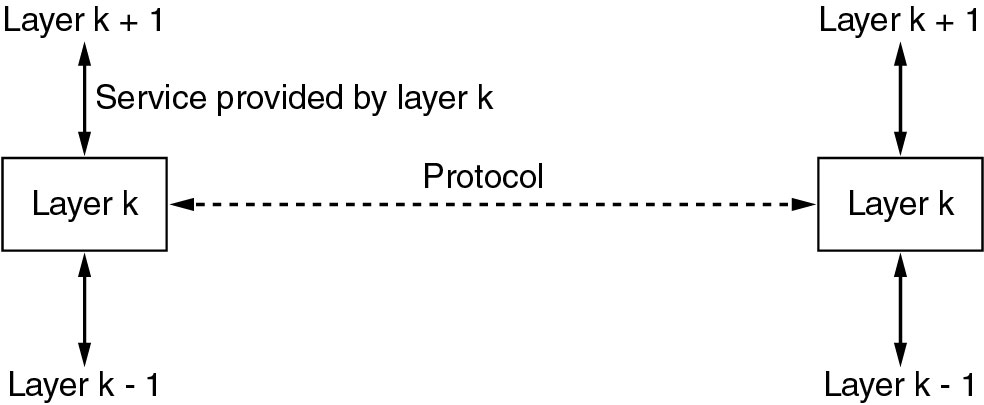 Layer k + 1
Layer k + 1
Service provided by layer k
Protocol
Layer k
Layer k
Layer k - 1
Layer k - 1